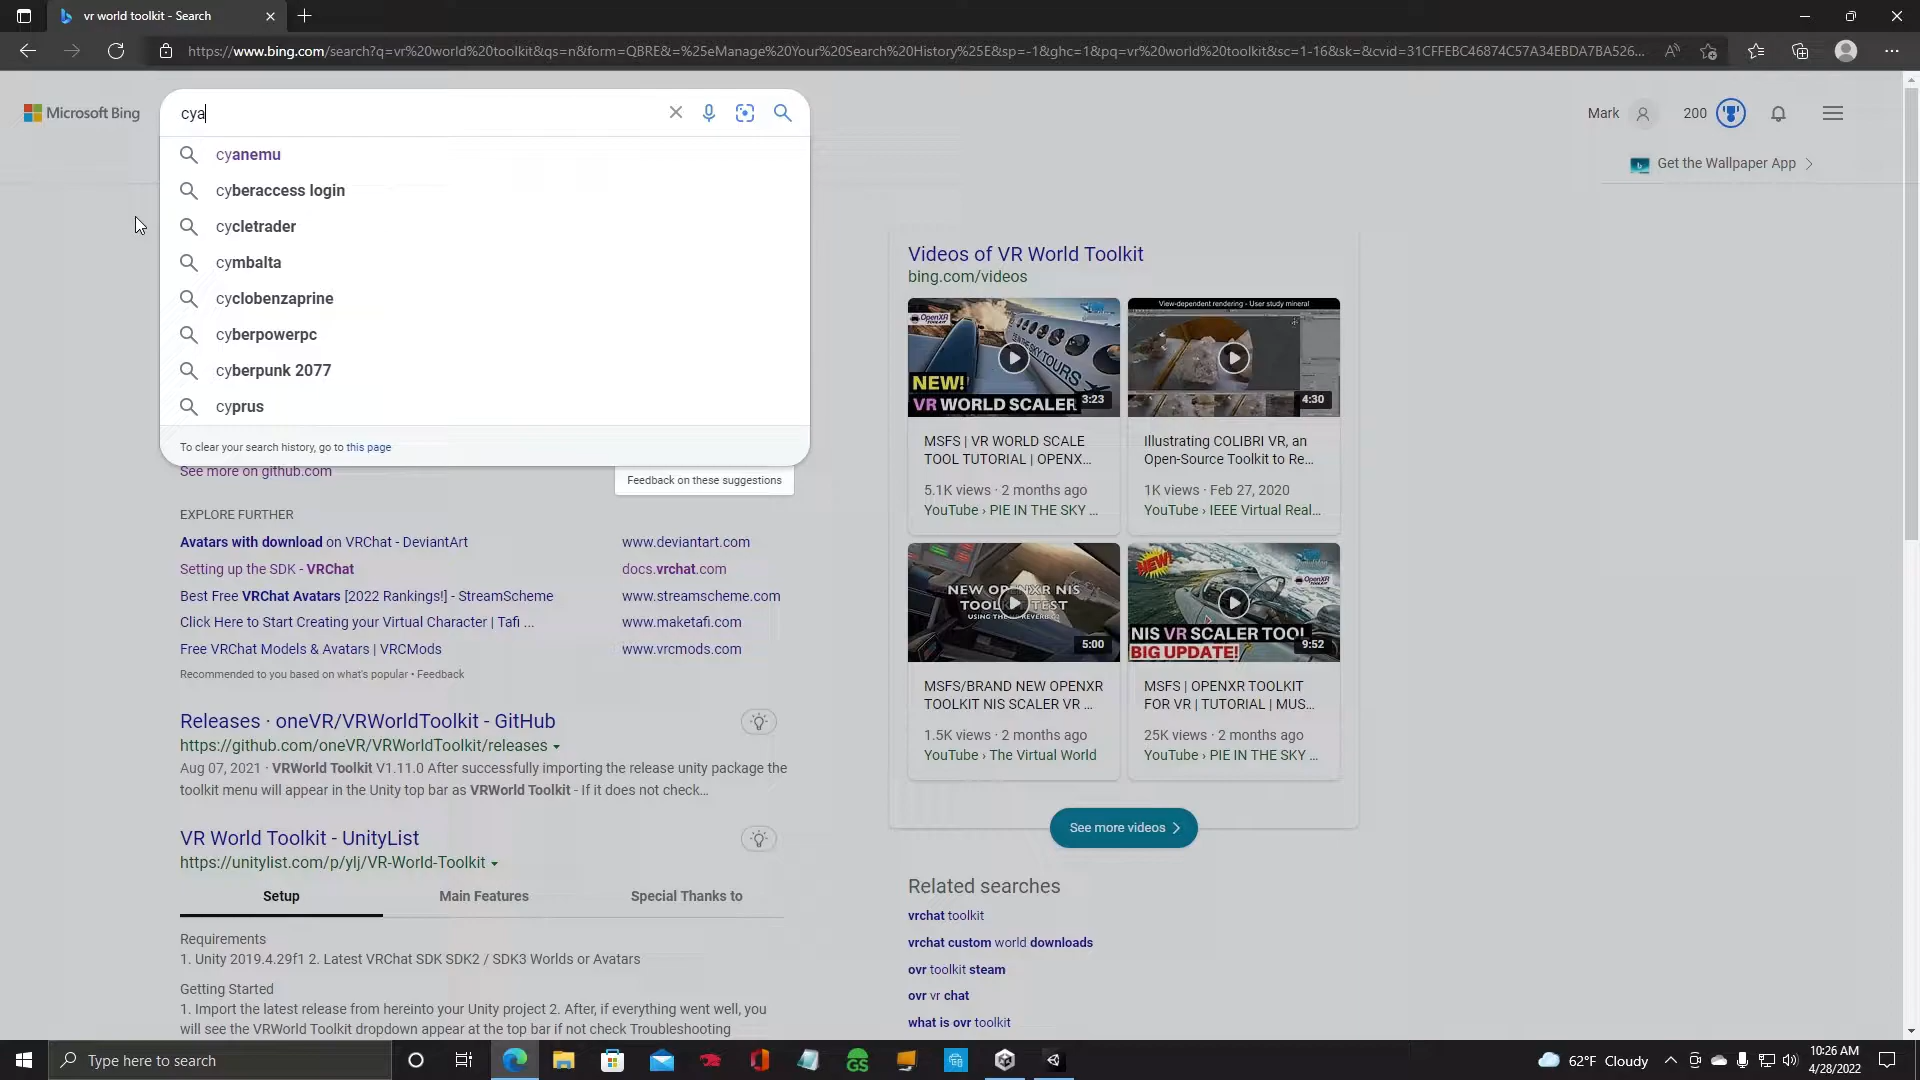 vr world toolkit - Search
https://www.bing.com/search?q=vr%20world%20toolkit&qs=n&form=QBRE&=%25eManage%20Your%20Search%20History%25E&sp=-1&ghc=1&pq=vr%20world%20toolkit&sc=1-16&sk=&cvid=31CFFEBC46874C57A34EBDA7BA526...
Microsoft Bing
cya
Mark
200
Get the Wallpaper App
cyanemu
cyberaccess login
cycletrader
cymbalta
cyclobenzaprine
cyberpowerpc
cyberpunk 2077
cyprus
To clear your search history, go to this page
Feedback on these suggestions
See more on github.com
EXPLORE FURTHER
Avatars with download on VRChat - DeviantArt www.deviantart.com
Setting up the SDK - VRChat docs.vrchat.com
Best Free VRChat Avatars [2022 Rankings!] - StreamScheme www.streamscheme.com
Click Here to Start Creating your Virtual Character | Tafi ... www.maketafi.com
Free VRChat Models & Avatars | VRCMods www.vrcmods.com
Recommended to you based on what's popular • Feedback
Releases · oneVR/VRWorldToolkit - GitHub
https://github.com/oneVR/VRWorldToolkit/releases
Aug 07, 2021 · VRWorld Toolkit V1.11.0 After successfully importing the release unity package the
toolkit menu will appear in the Unity top bar as VRWorld Toolkit - If it does not check…
VR World Toolkit - UnityList
https://unitylist.com/p/ylj/VR-World-Toolkit
Setup Main Features Special Thanks to
Requirements
1. Unity 2019.4.29f1 2. Latest VRChat SDK SDK2 / SDK3 Worlds or Avatars
Getting Started
1. Import the latest release from hereinto your Unity project 2. After, if everything went well, you
will see the VRWorld Toolkit dropdown appear at the top bar if not check Troubleshooting
Videos of VR World Toolkit
bing.com/videos
OpenXR
SKY TOURS
NEW!
VR WORLD SCALER
3:23
MSFS | VR WORLD SCALE
TOOL TUTORIAL | OPENX...
5.1K views · 2 months ago
YouTube › PIE IN THE SKY ...
View-dependent rendering - User study mineral
4:30
Illustrating COLIBRI VR, an
Open-Source Toolkit to Re...
1K views · Feb 27, 2020
YouTube › IEEE Virtual Real...
NEW OPENXR NIS
TOOLKIT TEST
5:00
MSFS/BRAND NEW OPENXR
TOOLKIT NIS SCALER VR ...
1.5K views · 2 months ago
YouTube › The Virtual World
NEW!
OpenXR
NIS VR SCALER TOOL
BIG UPDATE!
9:52
MSFS | OPENXR TOOLKIT
FOR VR | TUTORIAL | MUS...
25K views · 2 months ago
YouTube › PIE IN THE SKY ...
See more videos
Related searches
vrchat toolkit
vrchat custom world downloads
ovr toolkit steam
ovr vr chat
what is ovr toolkit
Type here to search
GS
62°F Cloudy
10:26 AM
4/28/2022